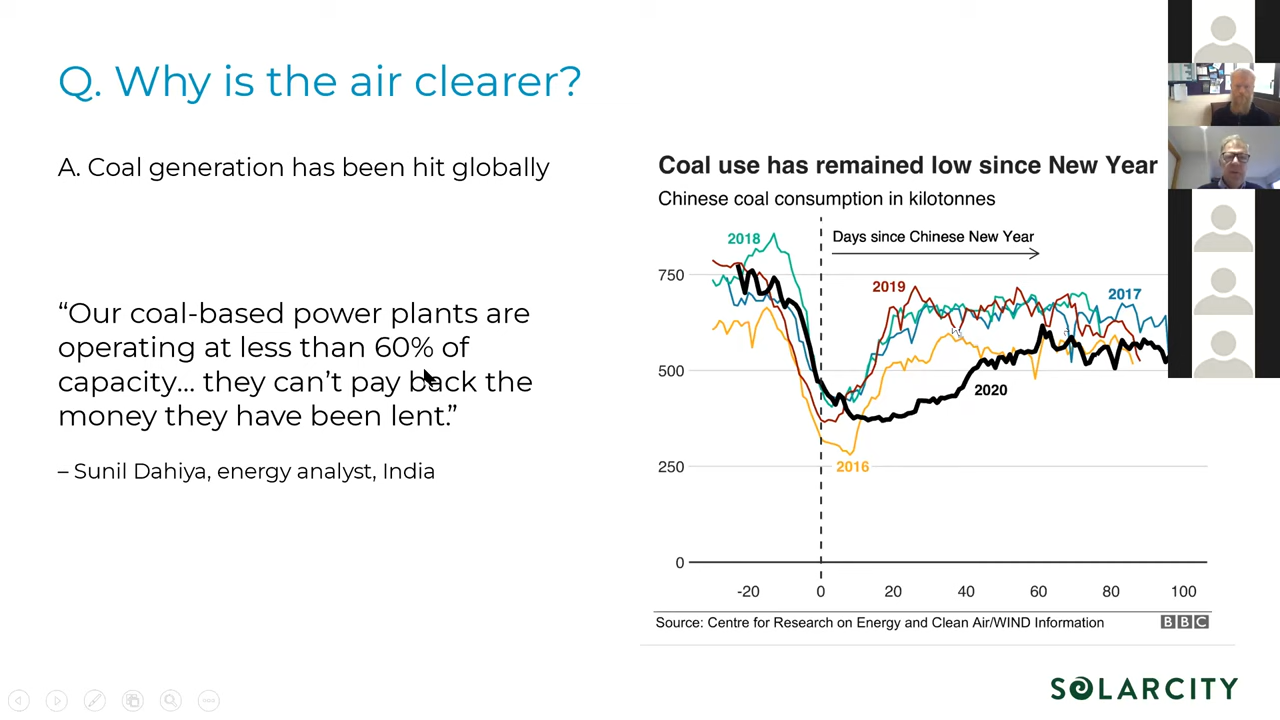 Q. Why is the air clearer?
A. Coal generation has been hit globally
“Our coal-based power plants are
operating at less than 60% of
capacity... they can’t pay back the
money they have been lent.”
– Sunil Dahiya, energy analyst, India
Coal use has remained low since New Year
Chinese coal consumption in kilotonnes
Days since Chinese New Year
2018
2019
2017
2020
2016
750
500
250
0
-20 0 20 40 60 80 100
Source: Centre for Research on Energy and Clean Air/WIND Information
BBC
SOLARCITY